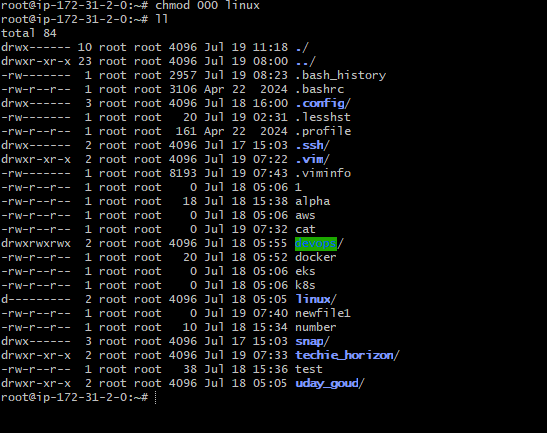 root@ip-172-31-2-0:~# chmod 000 linux
root@ip-172-31-2-0:~# ll
total 84
drwx------ 10 root root 4096 Jul 19 11:18 ./
drwxr-xr-x 23 root root 4096 Jul 19 08:00 ../
-rw------- 1 root root 2957 Jul 19 08:23 .bash_history
-rw-r--r-- 1 root root 3106 Apr 22 2024 .bashrc
drwx------ 3 root root 4096 Jul 18 16:00 .config/
-rw------- 1 root root 20 Jul 19 02:31 .lesshst
-rw-r--r-- 1 root root 161 Apr 22 2024 .profile
drwx------ 2 root root 4096 Jul 17 15:03 .ssh/
drwxr-xr-x 2 root root 4096 Jul 19 07:22 .vim/
-rw------- 1 root root 8193 Jul 19 07:43 .viminfo
-rw-r--r-- 1 root root 0 Jul 18 05:06 1
-rw-r--r-- 1 root root 18 Jul 18 15:38 alpha
-rw-r--r-- 1 root root 0 Jul 18 05:06 aws
-rw-r--r-- 1 root root 0 Jul 19 07:32 cat
drwxrwxrwx 2 root root 4096 Jul 18 05:55 devops/
-rw-r--r-- 1 root root 20 Jul 18 05:52 docker
-rw-r--r-- 1 root root 0 Jul 18 05:06 eks
-rw-r--r-- 1 root root 0 Jul 18 05:06 k8s
d--------- 2 root root 4096 Jul 18 05:05 linux/
-rw-r--r-- 1 root root 0 Jul 19 07:40 newfile1
-rw-r--r-- 1 root root 10 Jul 18 15:34 number
drwx------ 3 root root 4096 Jul 17 15:03 snap/
drwxr-xr-x 2 root root 4096 Jul 19 07:33 techie_horizon/
-rw-r--r-- 1 root root 38 Jul 18 15:36 test
drwxr-xr-x 2 root root 4096 Jul 18 05:05 uday_goud/
root@ip-172-31-2-0:~#